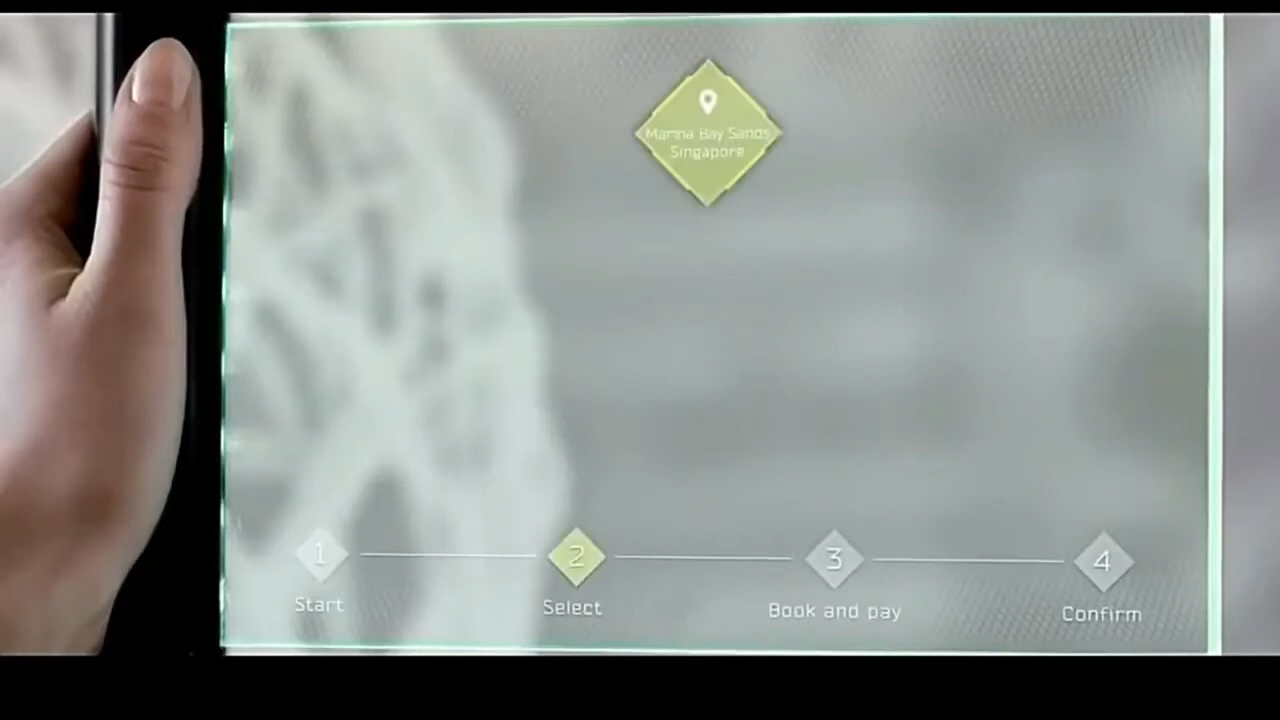 Marina Bay Sands
Singapore
1
2
3
4
Start
Select
Book and pay
Confirm